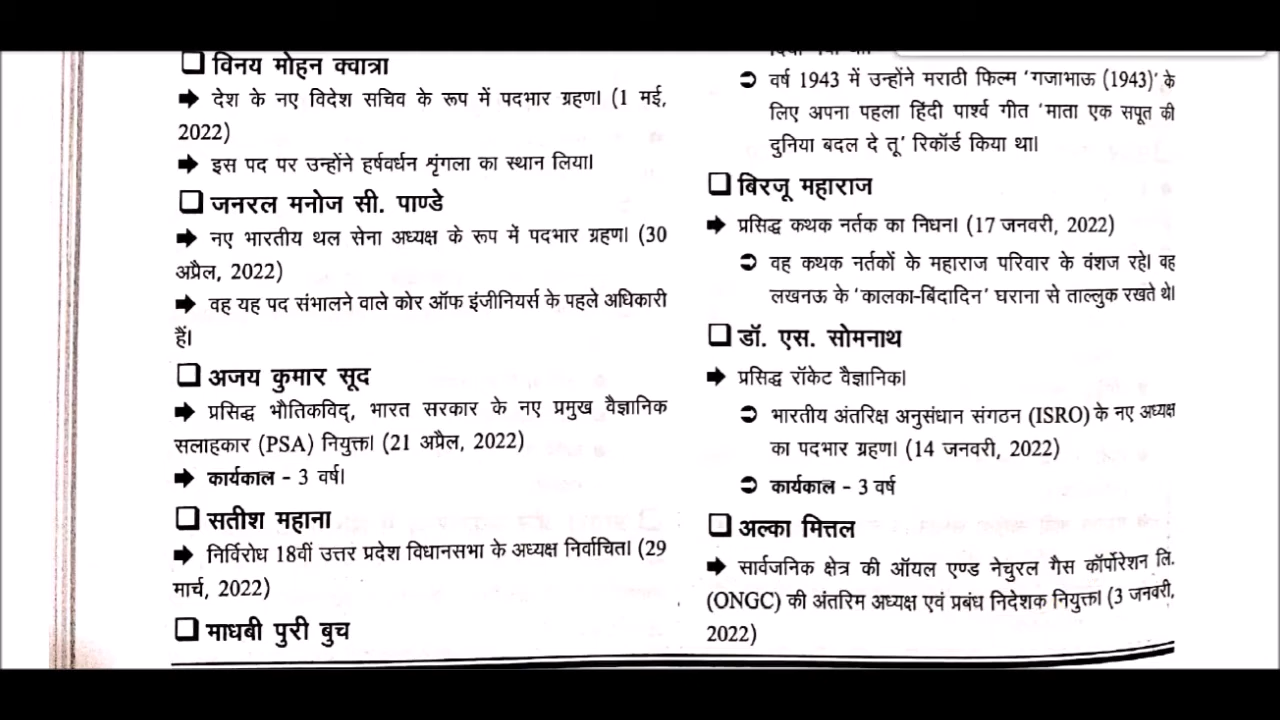 ❑ विनय मोहन क्वात्रा
➡ देश के नए विदेश सचिव के रूप में पदभार ग्रहण। (1 मई,
2022)
➡ इस पद पर उन्होंने हर्षवर्धन शृंगला का स्थान लिया।
❑ जनरल मनोज सी. पाण्डे
➡ नए भारतीय थल सेना अध्यक्ष के रूप में पदभार ग्रहण। (30
अप्रैल, 2022)
➡ वह यह पद संभालने वाले कोर ऑफ इंजीनियर्स के पहले अधिकारी
हैं।
❑ अजय कुमार सूद
➡ प्रसिद्ध भौतिकविद्, भारत सरकार के नए प्रमुख वैज्ञानिक
सलाहकार (PSA) नियुक्त। (21 अप्रैल, 2022)
➡ कार्यकाल - 3 वर्ष।
❑ सतीश महाना
➡ निर्विरोध 18वीं उत्तर प्रदेश विधानसभा के अध्यक्ष निर्वाचित। (29
मार्च, 2022)
❑ माधबी पुरी बुच
➲ वर्ष 1943 में उन्होंने मराठी फिल्म 'गजाभाऊ (1943)' के
लिए अपना पहला हिंदी पार्श्व गीत 'माता एक सपूत की
दुनिया बदल दे तू' रिकॉर्ड किया था।
❑ बिरजू महाराज
➡ प्रसिद्ध कथक नर्तक का निधन। (17 जनवरी, 2022)
➲ वह कथक नर्तकों के महाराज परिवार के वंशज रहे। वह
लखनऊ के 'कालका-बिंदादिन' घराना से ताल्लुक रखते थे।
❑ डॉ. एस. सोमनाथ
➡ प्रसिद्ध रॉकेट वैज्ञानिक।
➲ भारतीय अंतरिक्ष अनुसंधान संगठन (ISRO) के नए अध्यक्ष
का पदभार ग्रहण। (14 जनवरी, 2022)
➲ कार्यकाल - 3 वर्ष
❑ अल्का मित्तल
➡ सार्वजनिक क्षेत्र की ऑयल एण्ड नेचुरल गैस कॉर्पोरेशन लि.
(ONGC) की अंतरिम अध्यक्ष एवं प्रबंध निदेशक नियुक्त। (3 जनवरी,
2022)